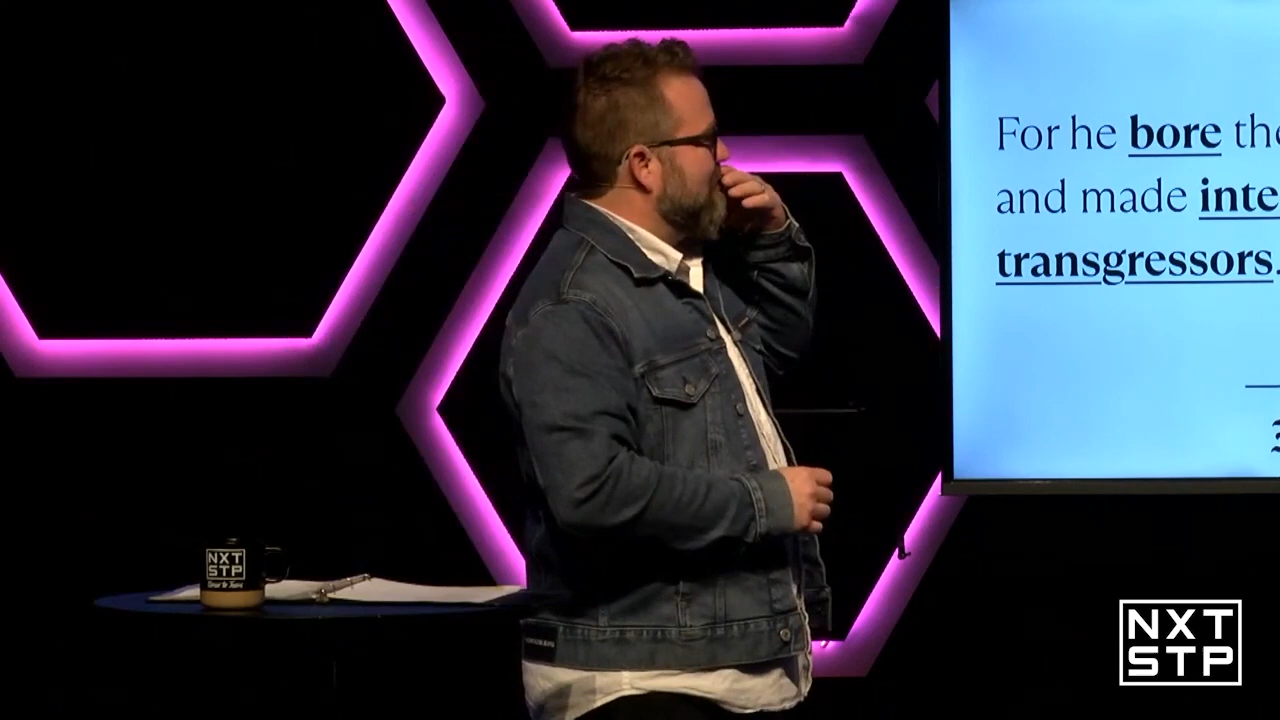 For he bore
and made
transgressors.
NXT
STP
NXT
STP